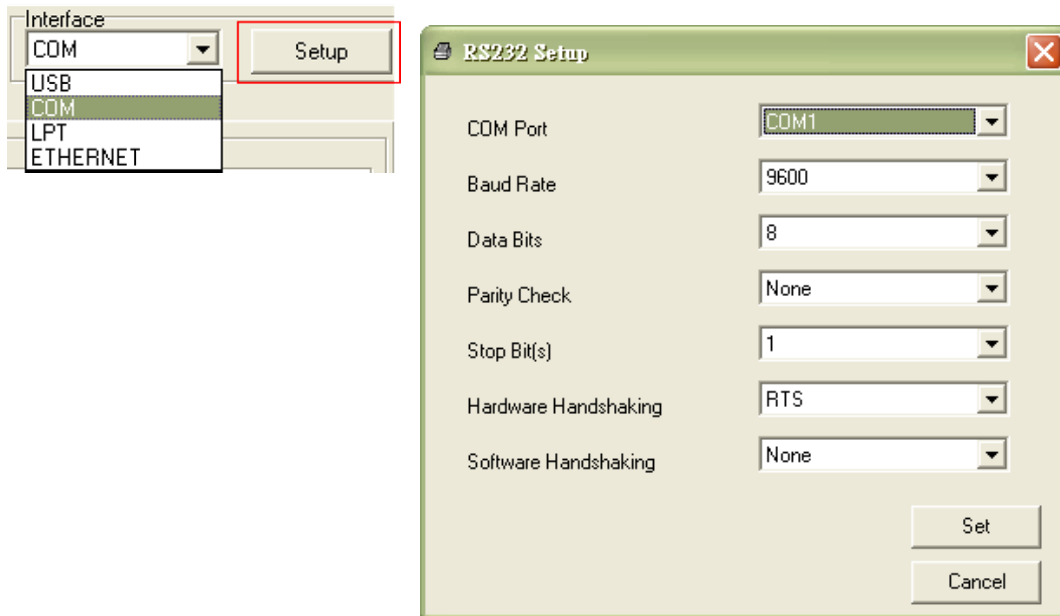 Interface
COM
Setup
USB
COM
LPT
ETHERNET
RS232 Setup
COM Port COM1
Baud Rate 9600
Data Bits 8
Parity Check None
Stop Bit(s) 1
Hardware Handshaking RTS
Software Handshaking None
Set
Cancel